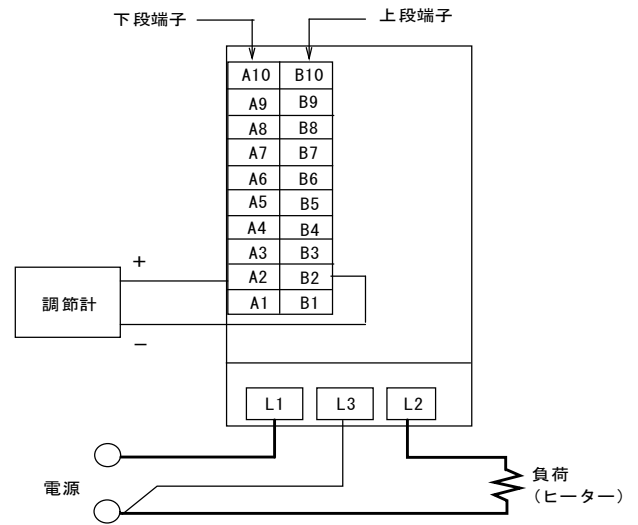 下段端子
上段端子
A10 B10
A9 B9
A8 B8
A7 B7
A6 B6
A5 B5
A4 B4
A3 B3
A2 B2
A1 B1
+
調節計
−
L1 L3 L2
電源
負荷
(ヒーター)